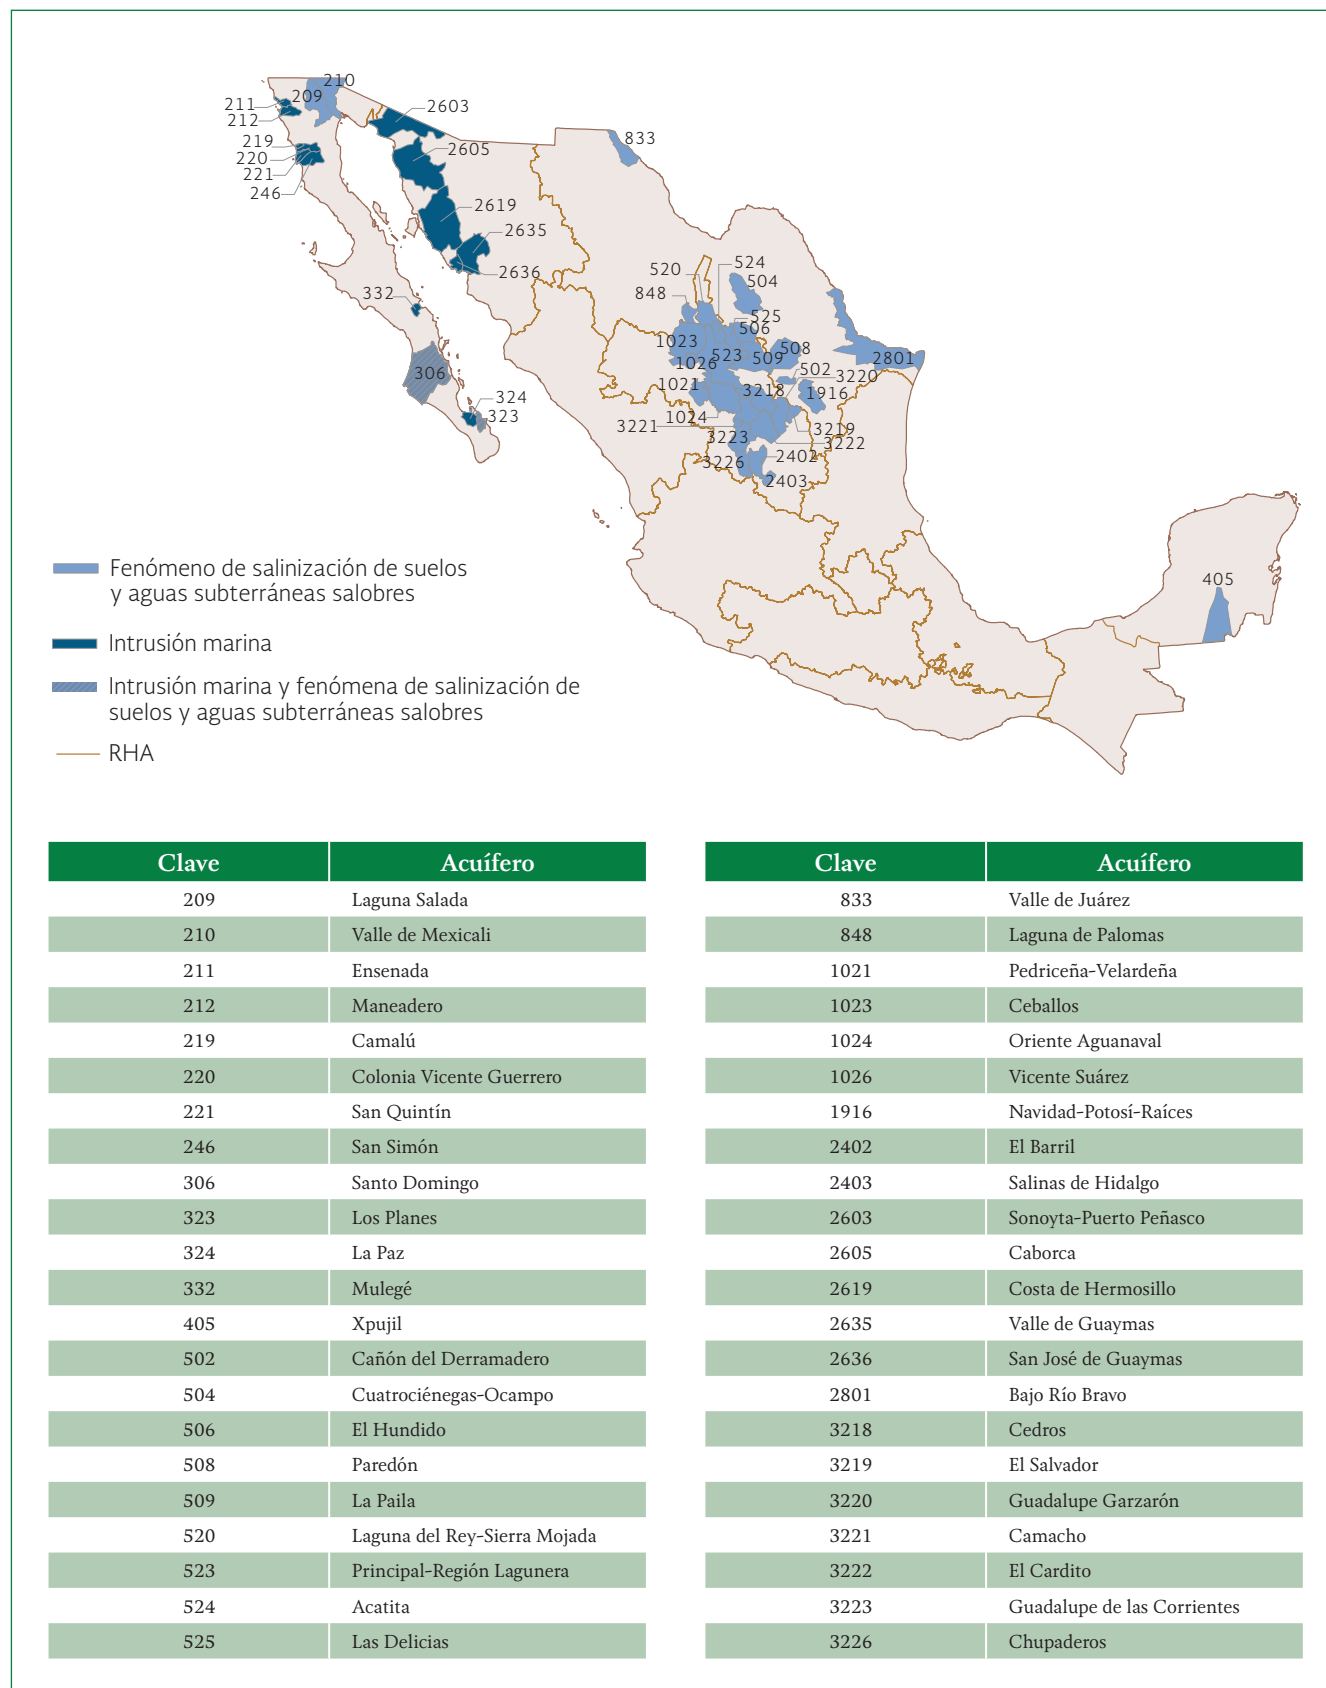 210
209
211
212
2603
833
219
2605
220
221
246
2619
2635
2636
524
520
504
332
848
525
506
1023
523
508
509
2801
1026
306
502
3220
1021
3218
1916
324
323
1024
3221
3219
3223
3222
2402
3226
2403
405
Fenómeno de salinización de suelos
y aguas subterráneas salobres
Intrusión marina
Intrusión marina y fenómena de salinización de
suelos y aguas subterráneas salobres
RHA
Clave Acuífero
209 Laguna Salada
210 Valle de Mexicali
211 Ensenada
212 Maneadero
219 Camalú
220 Colonia Vicente Guerrero
221 San Quintín
246 San Simón
306 Santo Domingo
323 Los Planes
324 La Paz
332 Mulegé
405 Xpujil
502 Cañón del Derramadero
504 Cuatrociénegas-Ocampo
506 El Hundido
508 Paredón
509 La Paila
520 Laguna del Rey-Sierra Mojada
523 Principal-Región Lagunera
524 Acatita
525 Las Delicias
Clave Acuífero
833 Valle de Juárez
848 Laguna de Palomas
1021 Pedriceña-Velardeña
1023 Ceballos
1024 Oriente Aguanaval
1026 Vicente Suárez
1916 Navidad-Potosí-Raíces
2402 El Barril
2403 Salinas de Hidalgo
2603 Sonoyta-Puerto Peñasco
2605 Caborca
2619 Costa de Hermosillo
2635 Valle de Guaymas
2636 San José de Guaymas
2801 Bajo Río Bravo
3218 Cedros
3219 El Salvador
3220 Guadalupe Garzarón
3221 Camacho
3222 El Cardito
3223 Guadalupe de las Corrientes
3226 Chupaderos